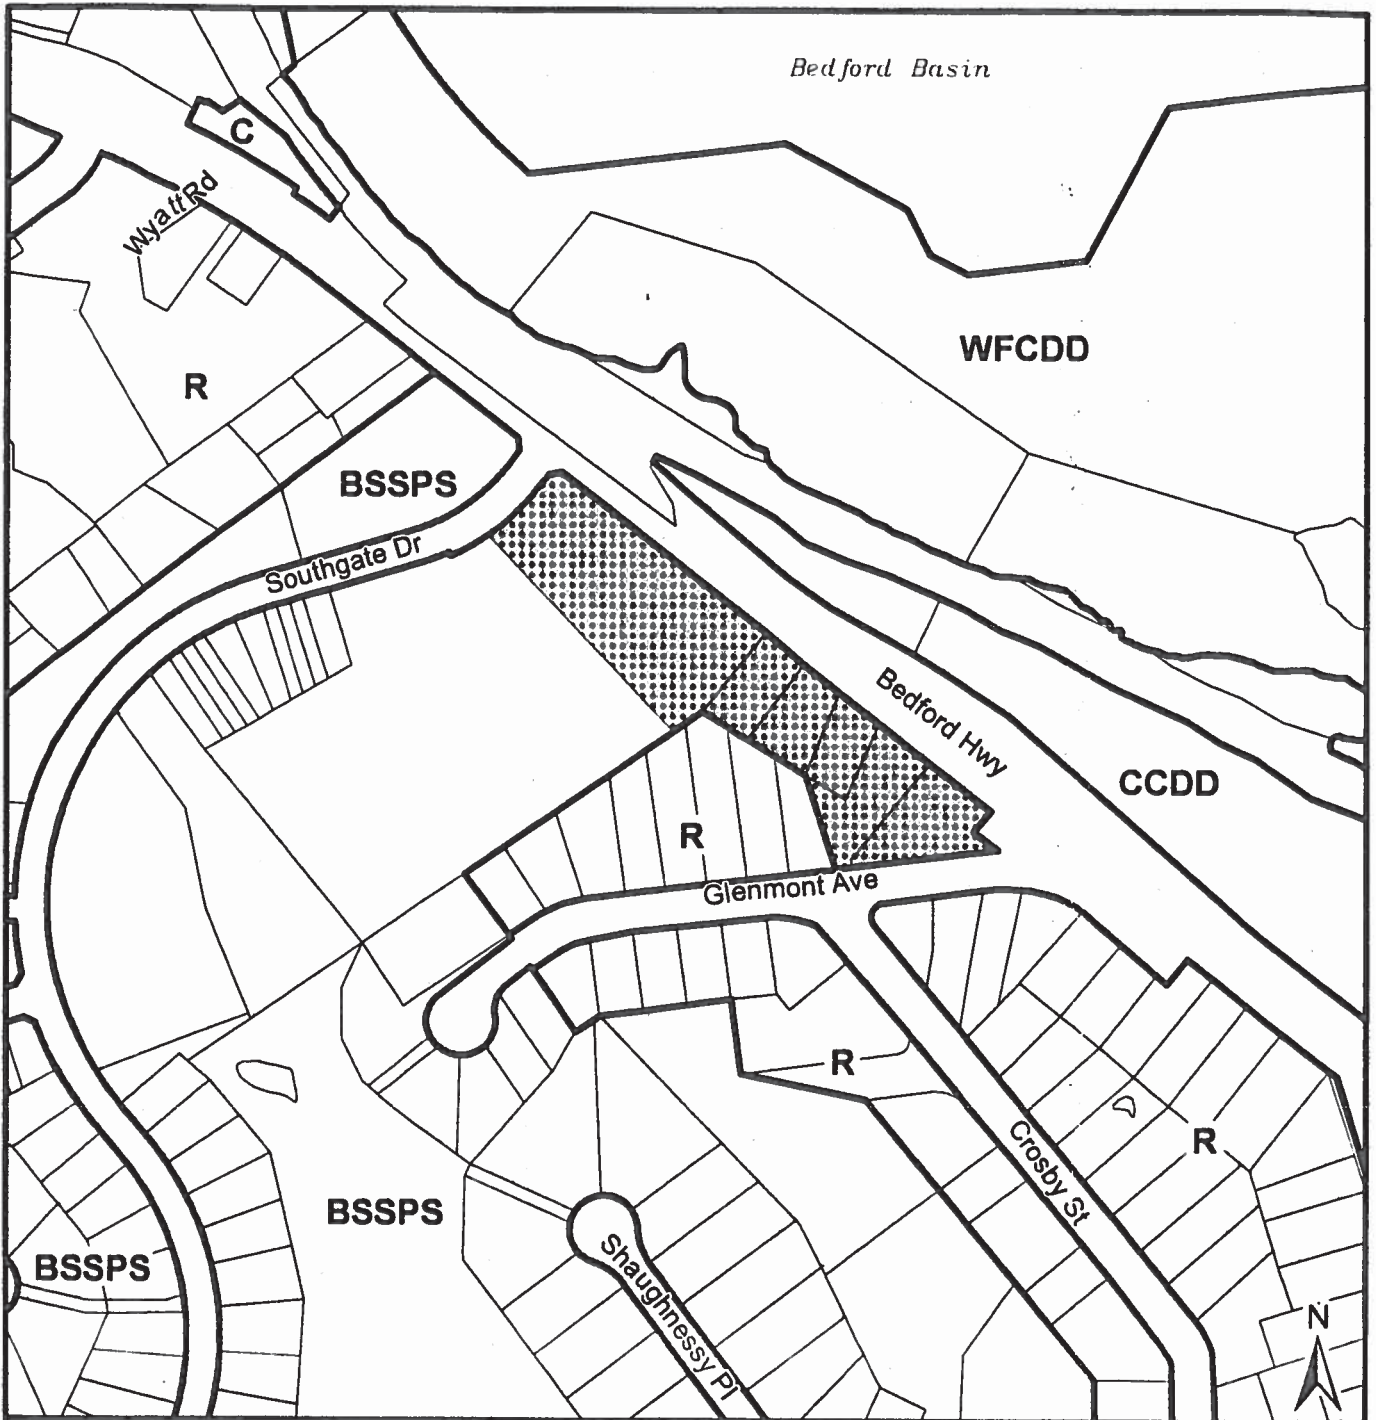 Bedford Basin
C
Wyatt Rd
WFCDD
R
BSSPS
Southgate Dr
Bedford Hwy
CCDD
R
Glenmont Ave
R
Crosby St
R
BSSPS
BSSPS
Shaughnessy Pl
N